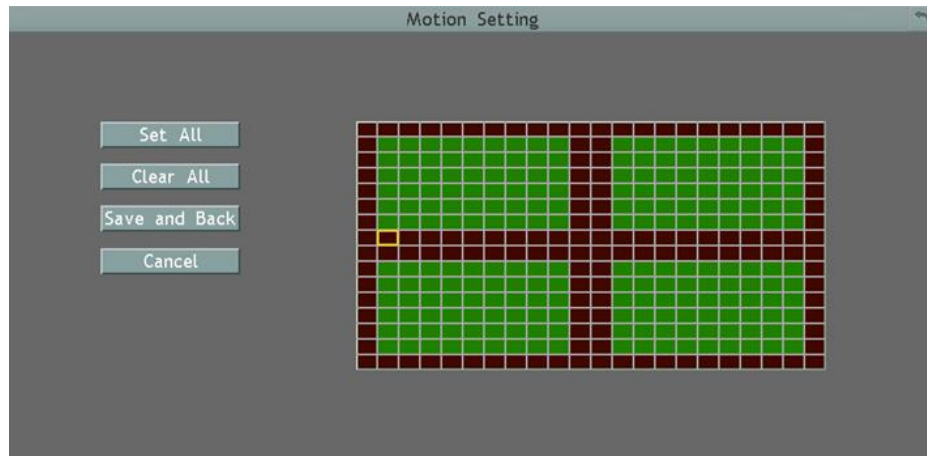 Motion Setting
Set All
Clear All
Save and Back
Cancel